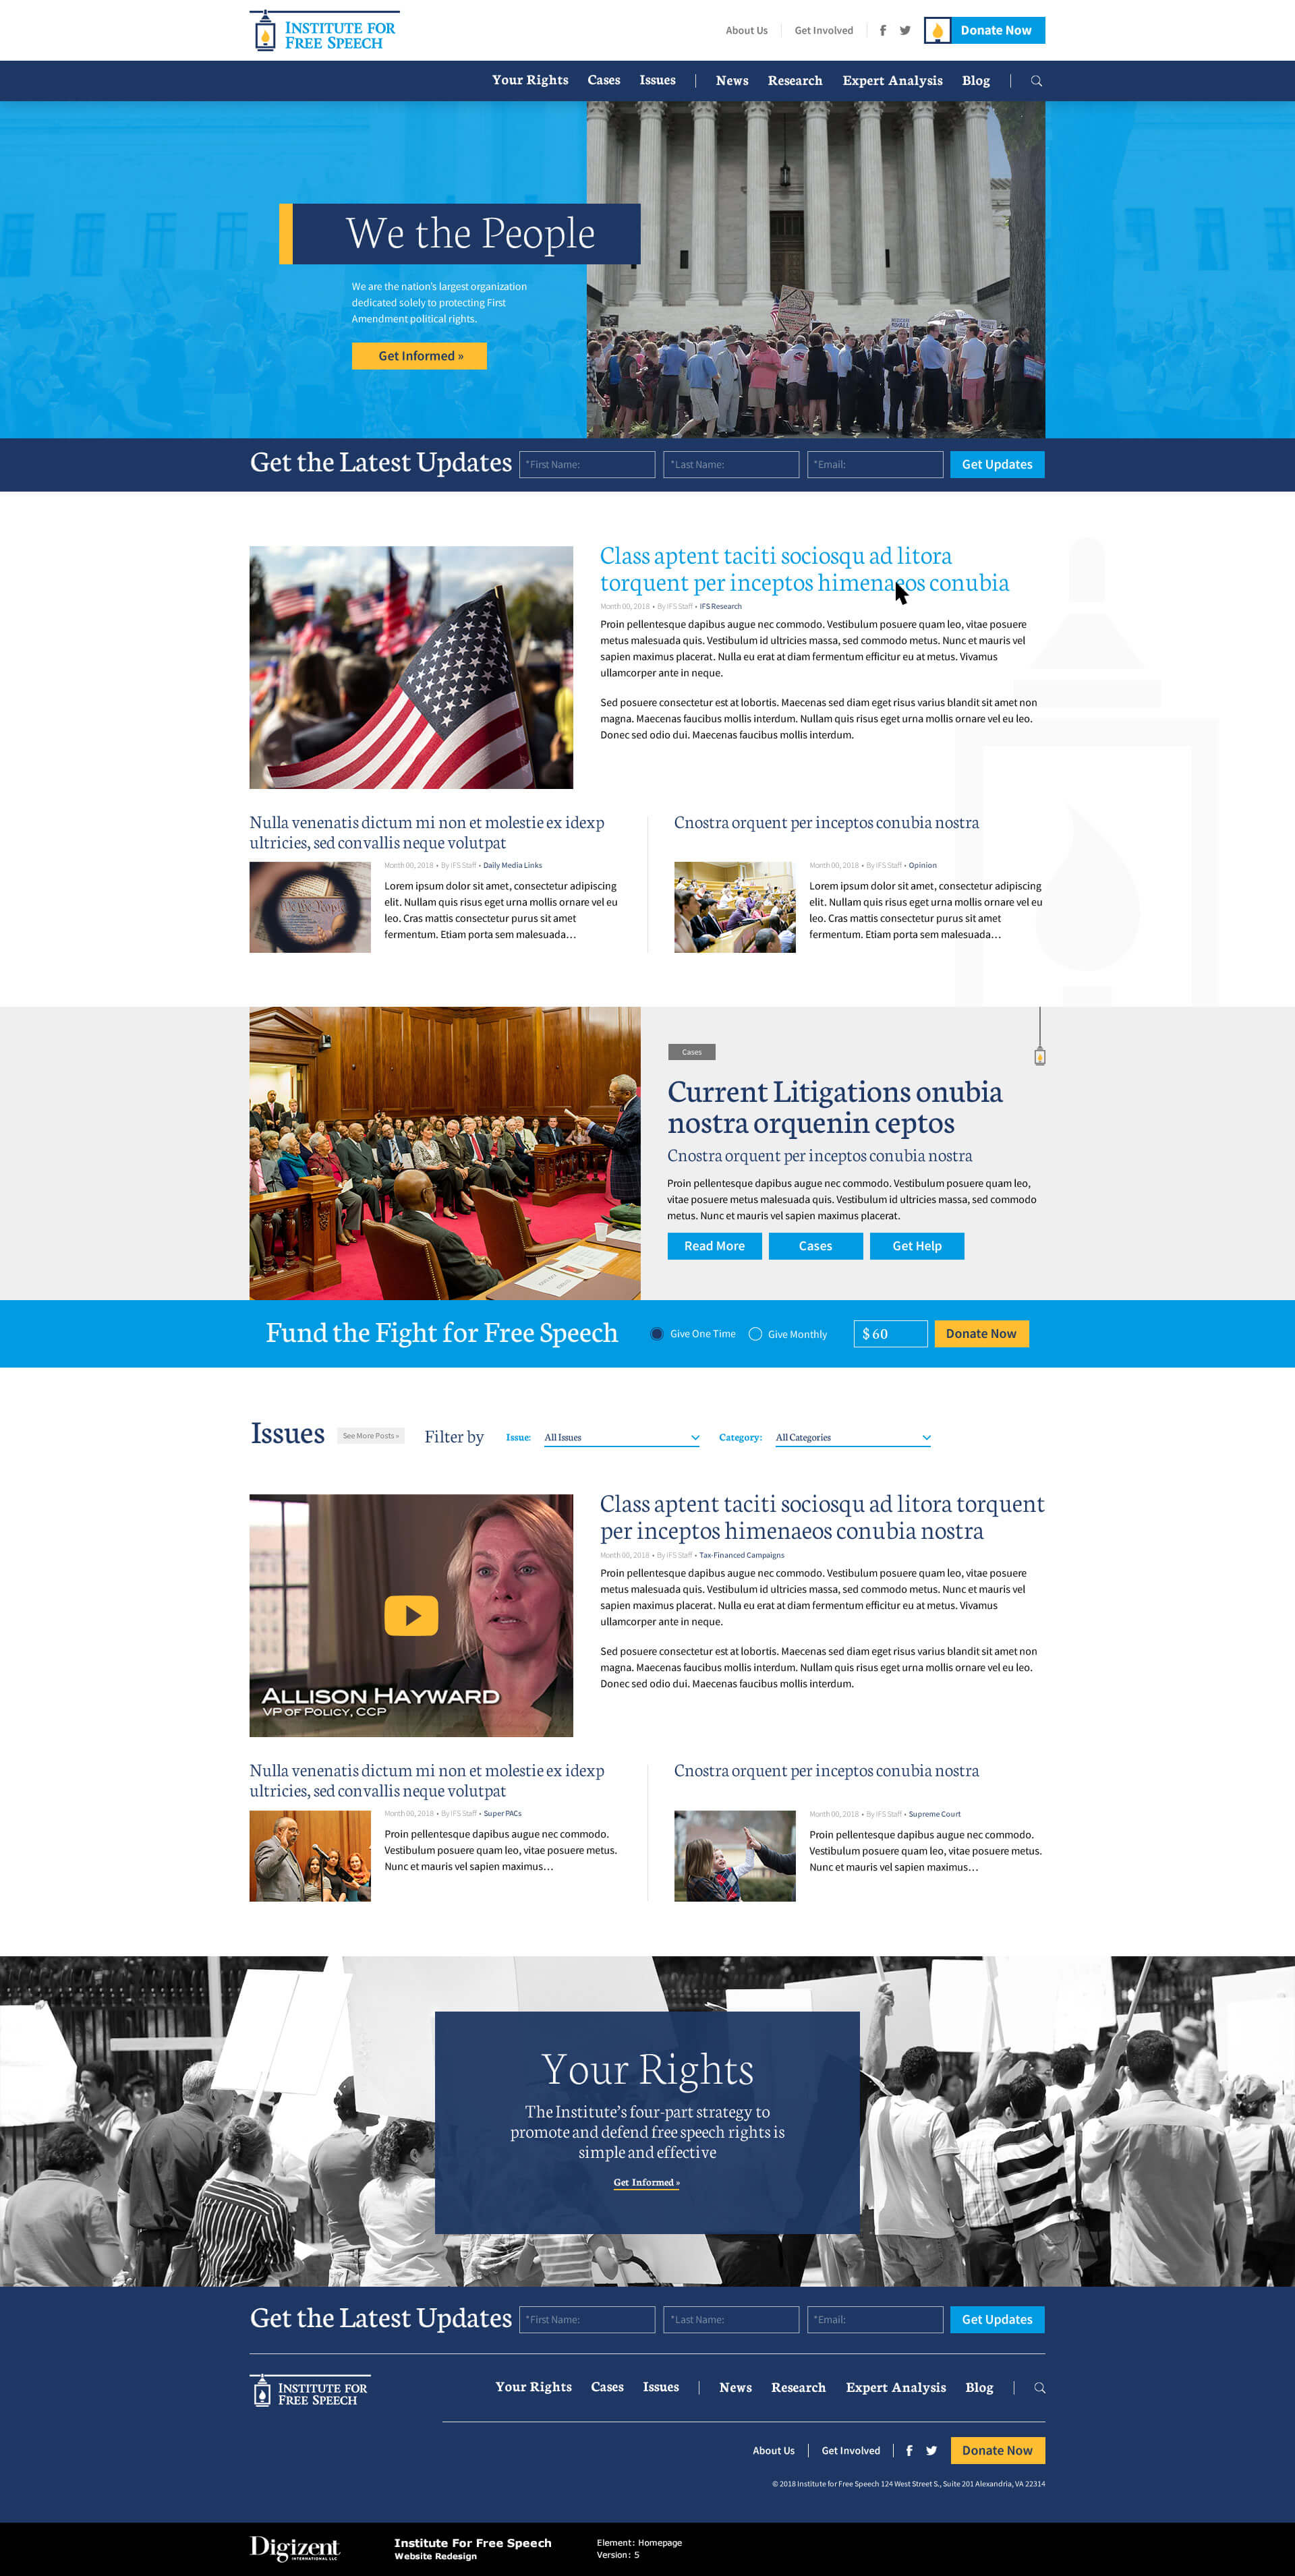 INSTITUTE FOR
FREE SPEECH
About Us
Get Involved
Donate Now
Your Rights
Cases
Issues
News
Research
Expert Analysis
Blog
We the People
We are the nation's largest organization
dedicated solely to protecting First
Amendment political rights.
Get Informed »
Get the Latest Updates
*First Name:
*Last Name:
*Email:
Get Updates
Class aptent taciti sociosqu ad litora
torquent per inceptos himenaeos conubia
Month 00, 2018 • By IFS Staff • IFS Research
Proin pellentesque dapibus augue nec commodo. Vestibulum posuere quam leo, vitae posuere
metus malesuada quis. Vestibulum id ultricies massa, sed commodo metus. Nunc et mauris vel
sapien maximus placerat. Nulla eu erat at diam fermentum efficitur eu at metus. Vivamus
ullamcorper ante in neque.
Sed posuere consectetur est at lobortis. Maecenas sed diam eget risus varius blandit sit amet non
magna. Maecenas faucibus mollis interdum. Nullam quis risus eget urna mollis ornare vel eu leo.
Donec sed odio dui. Maecenas faucibus mollis interdum.
Nulla venenatis dictum mi non et molestie ex idexp
ultricies, sed convallis neque volutpat
Month 00, 2018 • By IFS Staff • Daily Media Links
We the People
Lorem ipsum dolor sit amet, consectetur adipiscing
elit. Nullam quis risus eget urna mollis ornare vel eu
leo. Cras mattis consectetur purus sit amet
fermentum. Etiam porta sem malesuada…
Cnostra orquent per inceptos conubia nostra
Month 00, 2018 • By IFS Staff • Opinion
Lorem ipsum dolor sit amet, consectetur adipiscing
elit. Nullam quis risus eget urna mollis ornare vel eu
leo. Cras mattis consectetur purus sit amet
fermentum. Etiam porta sem malesuada…
Cases
Current Litigations onubia
nostra orquenin ceptos
Cnostra orquent per inceptos conubia nostra
Proin pellentesque dapibus augue nec commodo. Vestibulum posuere quam leo,
vitae posuere metus malesuada quis. Vestibulum id ultricies massa, sed commodo
metus. Nunc et mauris vel sapien maximus placerat.
Read More
Cases
Get Help
Fund the Fight for Free Speech
Give One Time
Give Monthly
$ 60
Donate Now
Issues
See More Posts »
Filter by
Issue:
All Issues
Category:
All Categories
ALLISON HAYWARD
VP OF POLICY, CCP
Class aptent taciti sociosqu ad litora torquent
per inceptos himenaeos conubia nostra
Month 00, 2018 • By IFS Staff • Tax-Financed Campaigns
Proin pellentesque dapibus augue nec commodo. Vestibulum posuere quam leo, vitae posuere
metus malesuada quis. Vestibulum id ultricies massa, sed commodo metus. Nunc et mauris vel
sapien maximus placerat. Nulla eu erat at diam fermentum efficitur eu at metus. Vivamus
ullamcorper ante in neque.
Sed posuere consectetur est at lobortis. Maecenas sed diam eget risus varius blandit sit amet non
magna. Maecenas faucibus mollis interdum. Nullam quis risus eget urna mollis ornare vel eu leo.
Donec sed odio dui. Maecenas faucibus mollis interdum.
Nulla venenatis dictum mi non et molestie ex idexp
ultricies, sed convallis neque volutpat
Month 00, 2018 • By IFS Staff • Super PACs
Proin pellentesque dapibus augue nec commodo.
Vestibulum posuere quam leo, vitae posuere metus.
Nunc et mauris vel sapien maximus…
Cnostra orquent per inceptos conubia nostra
Month 00, 2018 • By IFS Staff • Supreme Court
Proin pellentesque dapibus augue nec commodo.
Vestibulum posuere quam leo, vitae posuere metus.
Nunc et mauris vel sapien maximus…
Your Rights
The Institute's four-part strategy to
promote and defend free speech rights is
simple and effective
Get Informed »
Get the Latest Updates
*First Name:
*Last Name:
*Email:
Get Updates
INSTITUTE FOR
FREE SPEECH
Your Rights
Cases
Issues
News
Research
Expert Analysis
Blog
About Us
Get Involved
Donate Now
© 2018 Institute for Free Speech 124 West Street S., Suite 201 Alexandria, VA 22314
Digizent
INTERNATIONAL LLC
Institute For Free Speech
Website Redesign
Element: Homepage
Version: 5